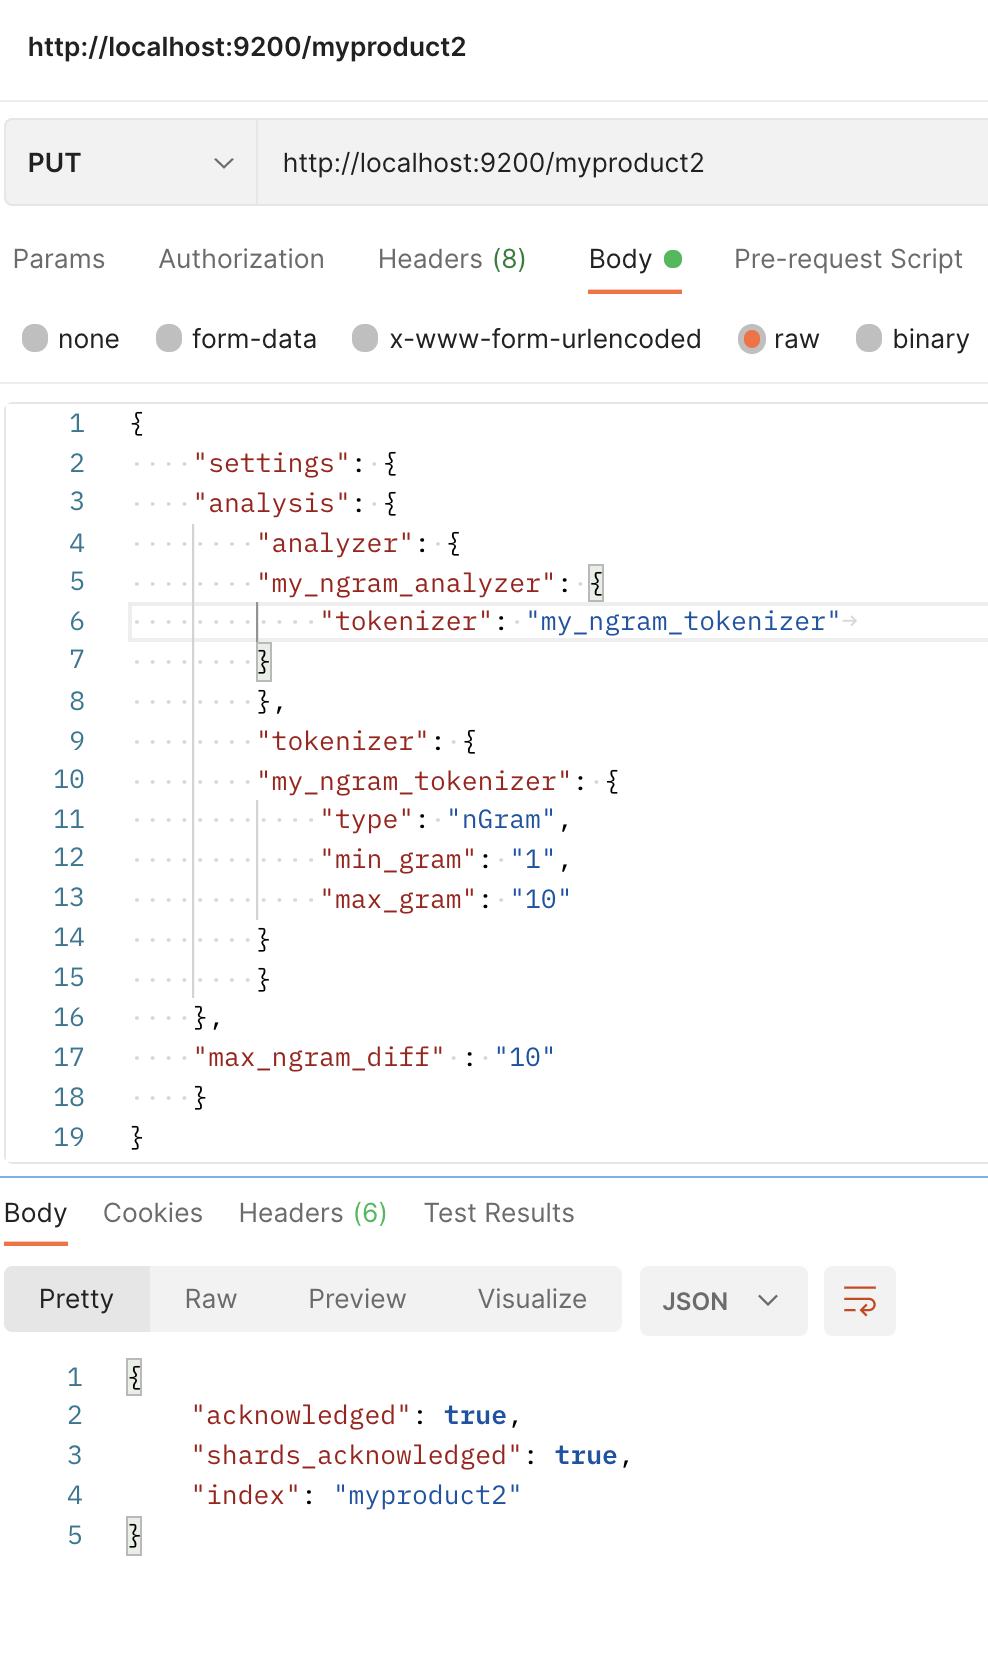 http://localhost:9200/myproduct2
PUT http://localhost:9200/myproduct2
Params Authorization Headers (8) Body Pre-request Script
none form-data x-www-form-urlencoded raw binary
1 {
2 "settings": {
3 "analysis": {
4 "analyzer": {
5 "my_ngram_analyzer": {
6 "tokenizer": "my_ngram_tokenizer"
7 }
8 },
9 "tokenizer": {
10 "my_ngram_tokenizer": {
11 "type": "nGram",
12 "min_gram": "1",
13 "max_gram": "10"
14 }
15 }
16 },
17 "max_ngram_diff" : "10"
18 }
19 }
Body Cookies Headers (6) Test Results
Pretty Raw Preview Visualize JSON
1 {
2 "acknowledged": true,
3 "shards_acknowledged": true,
4 "index": "myproduct2"
5 }